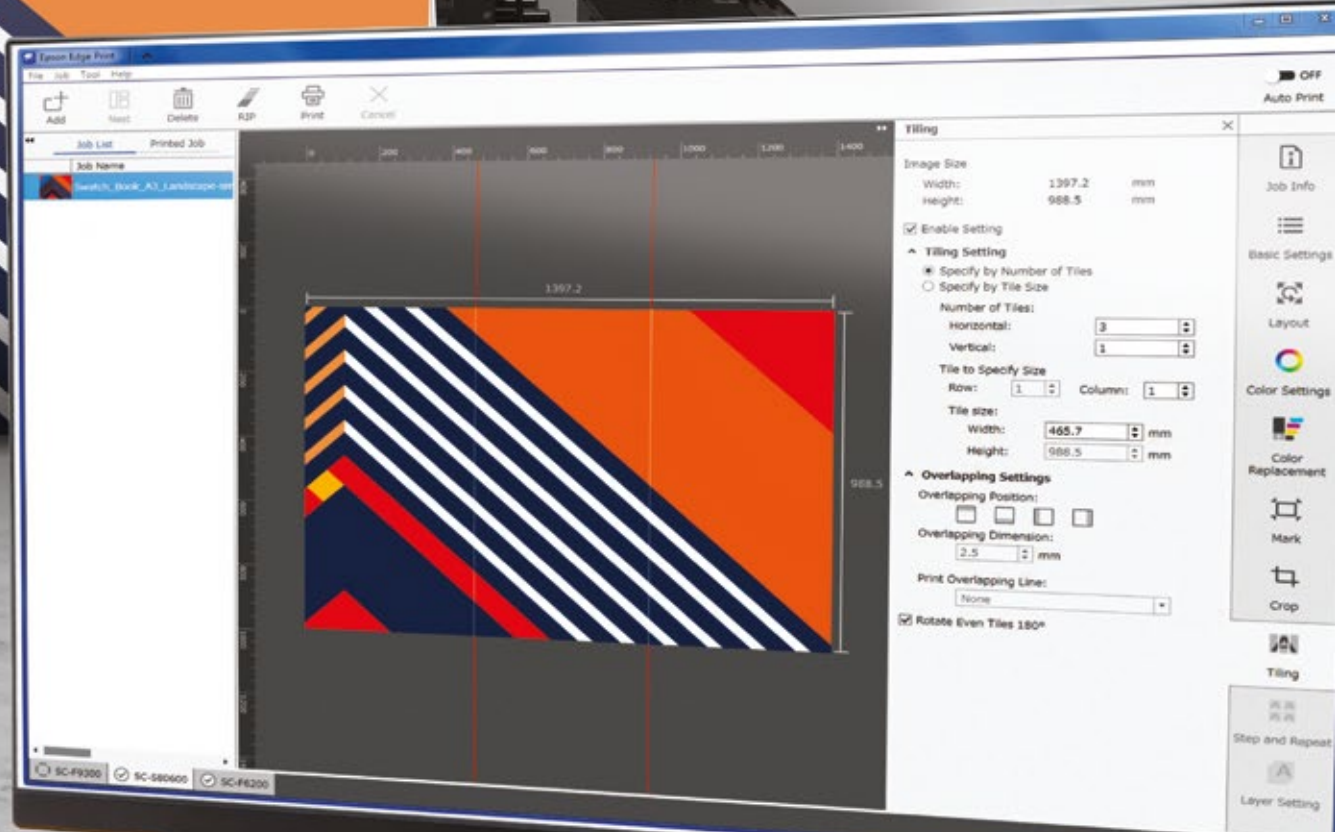 Epson Edge Print
File Job Tool Help
Add
Nest
Delete
RIP
Print
Cancel
OFF
Auto Print
Job List
Printed Job
Job Name
Swatch_Book_A3_Landscape-
0 200 400 600 800 1000 1200 1400
1397.2
988.5
Tiling
Image Size
Width: 1397.2 mm
Height: 988.5 mm
Enable Setting
Tiling Setting
Specify by Number of Tiles
Specify by Tile Size
Number of Tiles:
Horizontal: 3
Vertical: 1
Tile to Specify Size
Row: 1 Column: 1
Tile size:
Width: 465.7 mm
Height: 988.5 mm
Overlapping Settings
Overlapping Position:
Overlapping Dimension:
2.5 mm
Print Overlapping Line:
None
Rotate Even Tiles 180°
Job Info
Basic Settings
Layout
Color Settings
Color
Replacement
Mark
Crop
Tiling
Step and Repeat
Layer Setting
SC-F9300
SC-S80600
SC-F6200